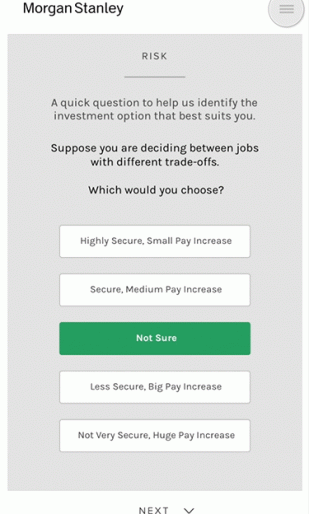 Morgan Stanley
RISK
A quick question to help us identify the
investment option that best suits you.
Suppose you are deciding between jobs
with different trade-offs.
Which would you choose?
Highly Secure, Small Pay Increase
Secure, Medium Pay Increase
Not Sure
Less Secure, Big Pay Increase
Not Very Secure, Huge Pay Increase
NEXT